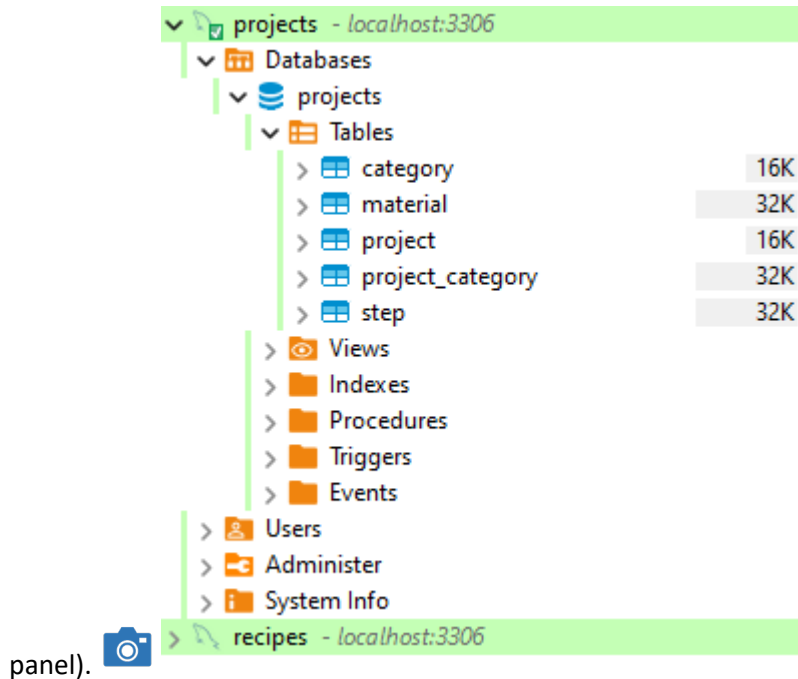 projects - localhost:3306
Databases
projects
Tables
category 16K
material 32K
project 16K
project_category 32K
step 32K
Views
Indexes
Procedures
Triggers
Events
Users
Administer
System Info
panel). recipes - localhost:3306